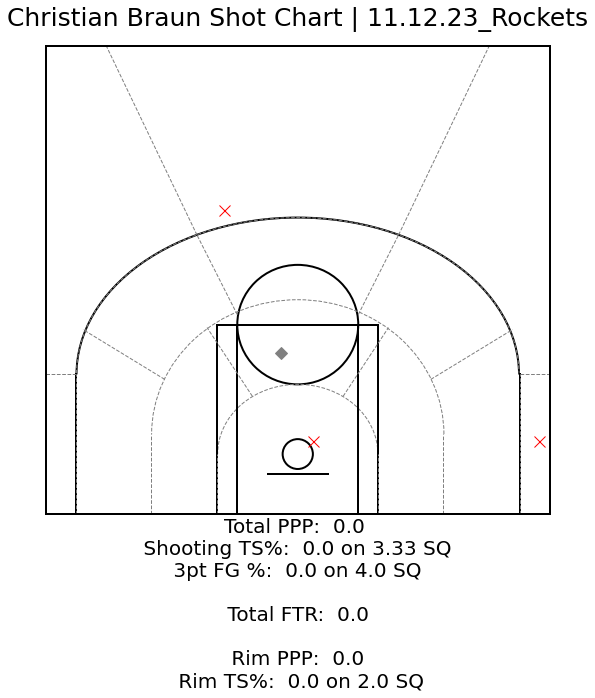 Christian Braun Shot Chart | 11.12.23_Rockets
Total PPP: 0.0
Shooting TS%: 0.0 on 3.33 SQ
3pt FG %: 0.0 on 4.0 SQ
Total FTR: 0.0
Rim PPP: 0.0
Rim TS%: 0.0 on 2.0 SQ